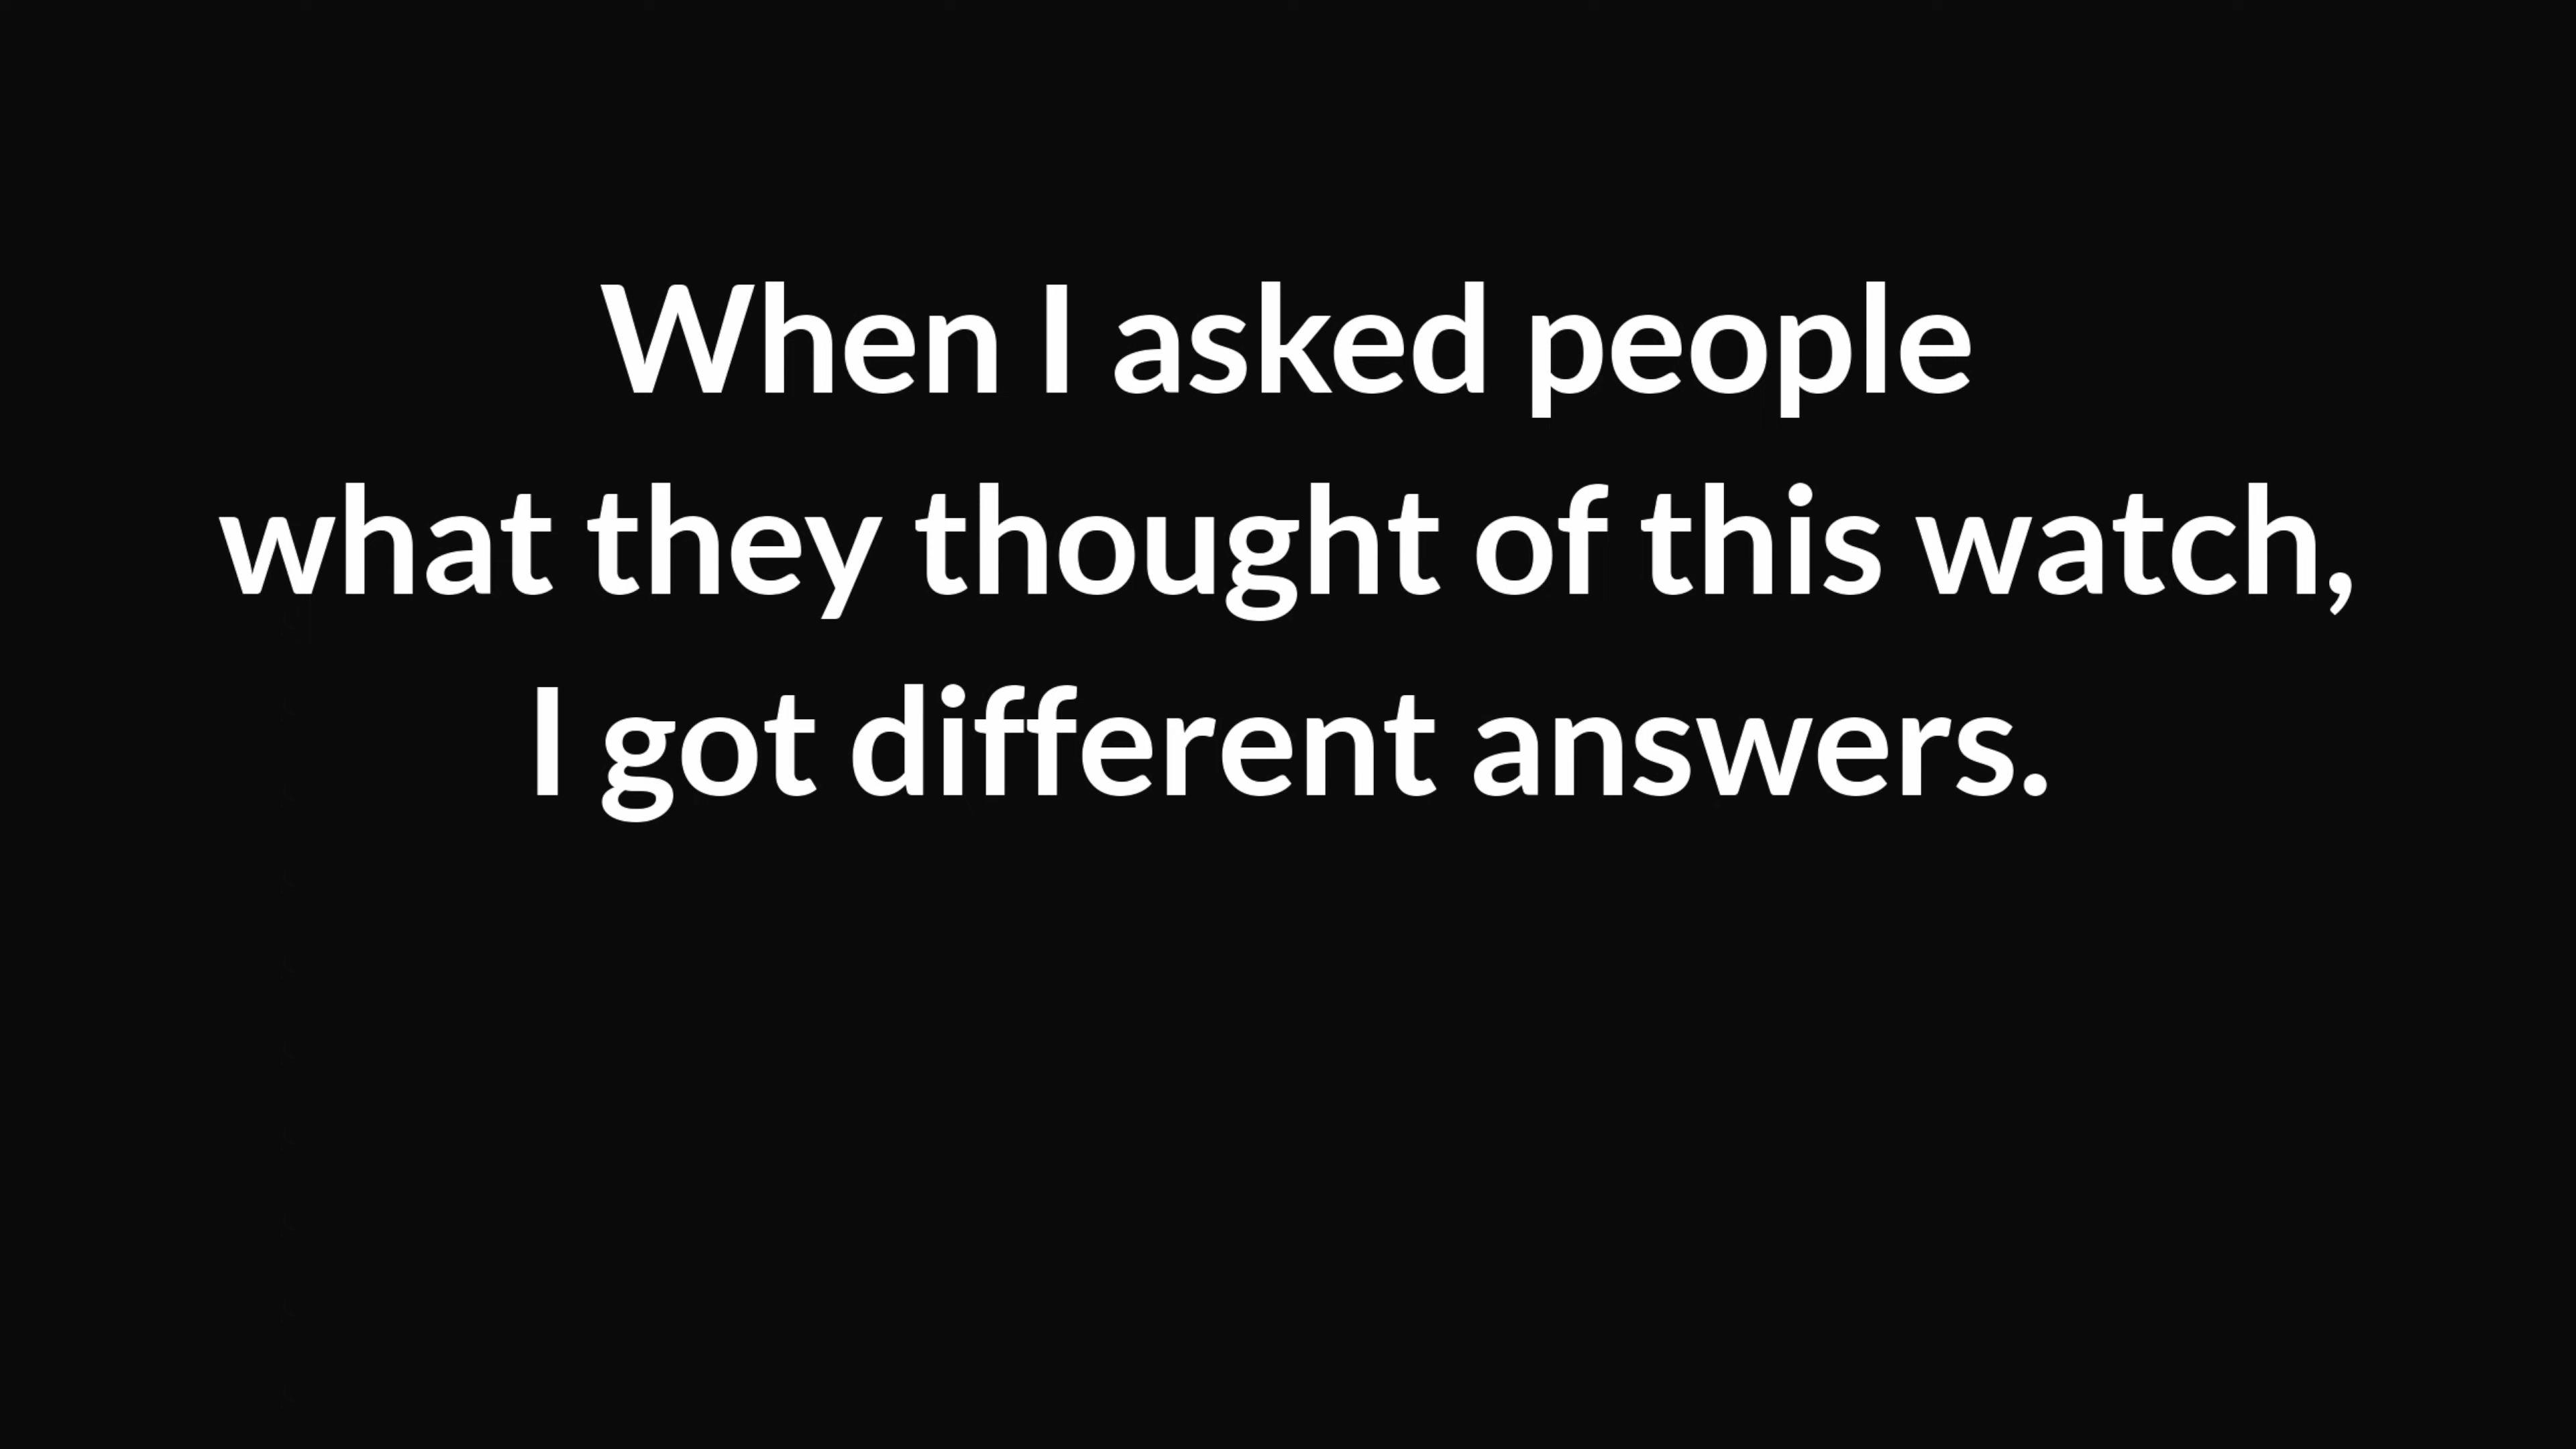 When I asked people
what they thought of this watch,
I got different answers.